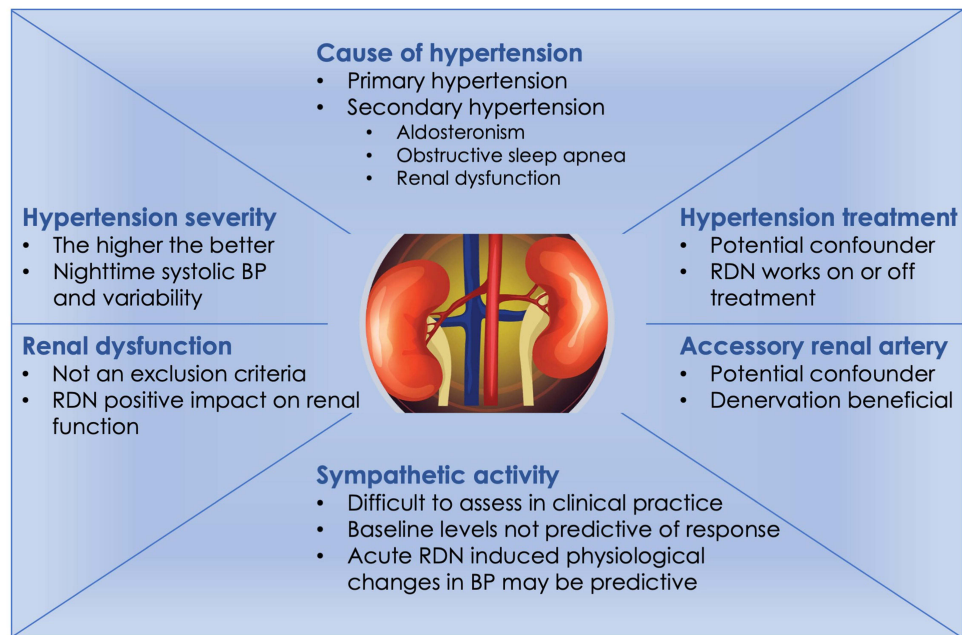 Cause of hypertension
• Primary hypertension
• Secondary hypertension
• Aldosteronism
• Obstructive sleep apnea
• Renal dysfunction
Hypertension severity
• The higher the better
• Nighttime systolic BP
and variability
Hypertension treatment
• Potential confounder
• RDN works on or off
treatment
Renal dysfunction
• Not an exclusion criteria
• RDN positive impact on renal
function
Accessory renal artery
• Potential confounder
• Denervation beneficial
Sympathetic activity
• Difficult to assess in clinical practice
• Baseline levels not predictive of response
• Acute RDN induced physiological
changes in BP may be predictive